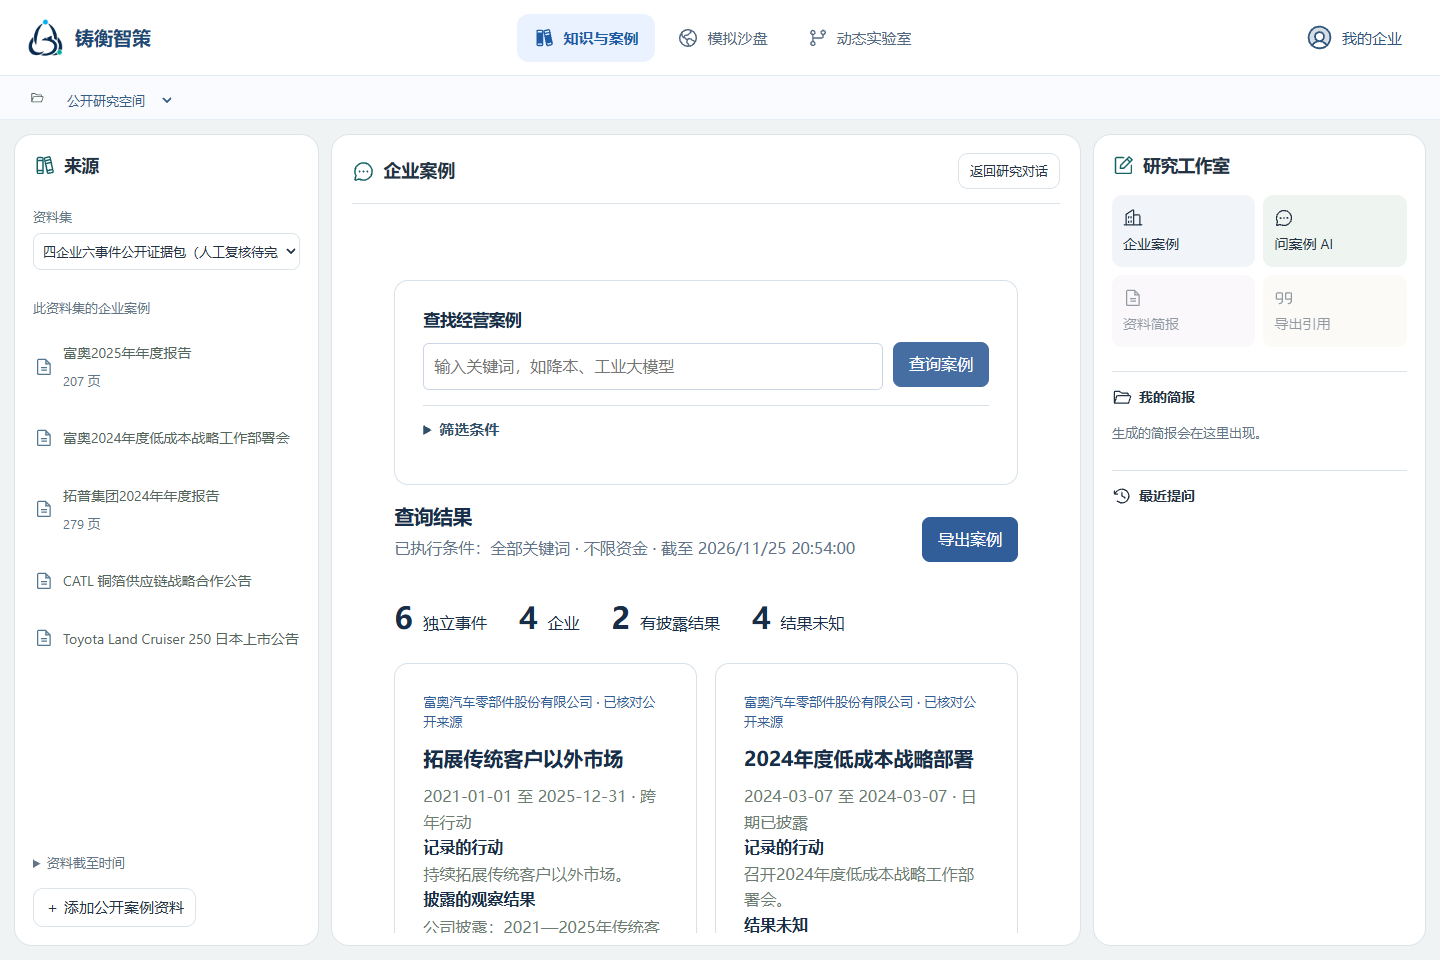 铸衡智策
知识与案例
模拟沙盘
动态实验室
我的企业
公开研究空间
来源
资料集
四企业六事件公开证据包（人工复核待完
此资料集的企业案例
富奥2025年年度报告
207 页
富奥2024年度低成本战略工作部署会
拓普集团2024年年度报告
279 页
CATL 铜箔供应链战略合作公告
Toyota Land Cruiser 250 日本上市公告
资料截至时间
+ 添加公开案例资料
企业案例
返回研究对话
查找经营案例
输入关键词，如降本、工业大模型
查询案例
筛选条件
查询结果
已执行条件：全部关键词 · 不限资金 · 截至 2026/11/25 20:54:00
导出案例
6 独立事件
4 企业
2 有披露结果
4 结果未知
富奥汽车零部件股份有限公司 · 已核对公
开来源
拓展传统客户以外市场
2021-01-01 至 2025-12-31 · 跨
年行动
记录的行动
持续拓展传统客户以外市场。
披露的观察结果
公司披露：2021—2025年传统客
富奥汽车零部件股份有限公司 · 已核对公
开来源
2024年度低成本战略部署
2024-03-07 至 2024-03-07 · 日
期已披露
记录的行动
召开2024年度低成本战略工作部
署会。
结果未知
研究工作室
企业案例
问案例 AI
资料简报
导出引用
我的简报
生成的简报会在这里出现。
最近提问